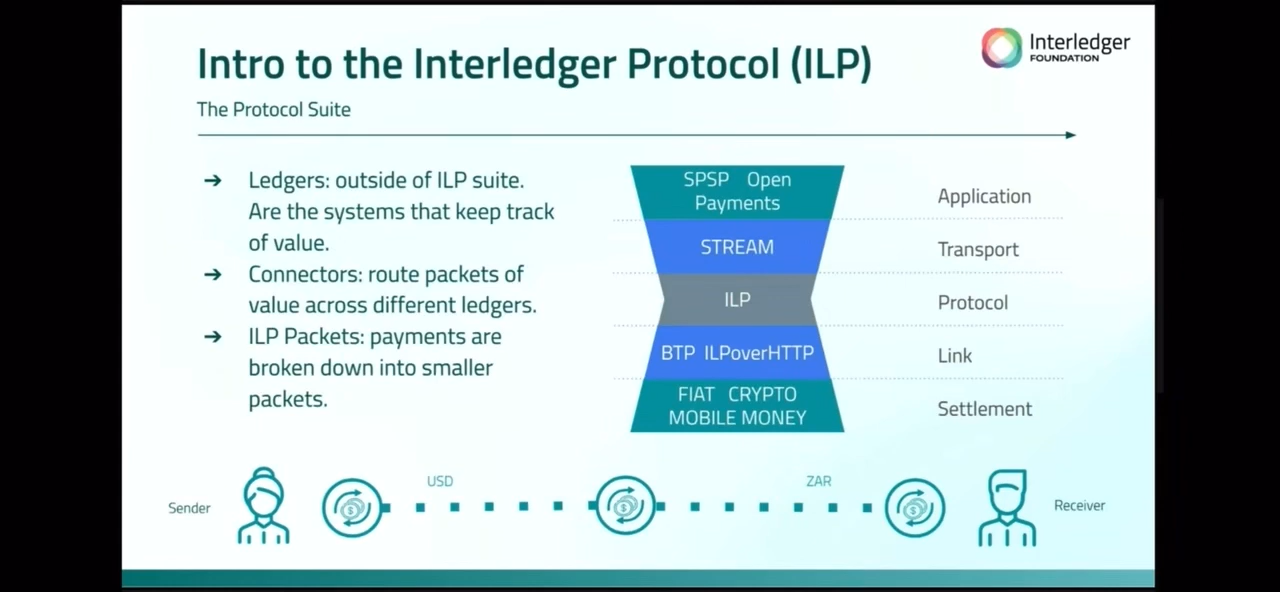 Intro to the Interledger Protocol (ILP)
Interledger
FOUNDATION
The Protocol Suite
➔ Ledgers: outside of ILP suite.
Are the systems that keep track
of value.
➔ Connectors: route packets of
value across different ledgers.
➔ ILP Packets: payments are
broken down into smaller
packets.
SPSP Open
Payments
Application
STREAM
Transport
ILP
Protocol
BTP ILPoverHTTP
Link
FIAT CRYPTO
MOBILE MONEY
Settlement
Sender
USD
ZAR
Receiver